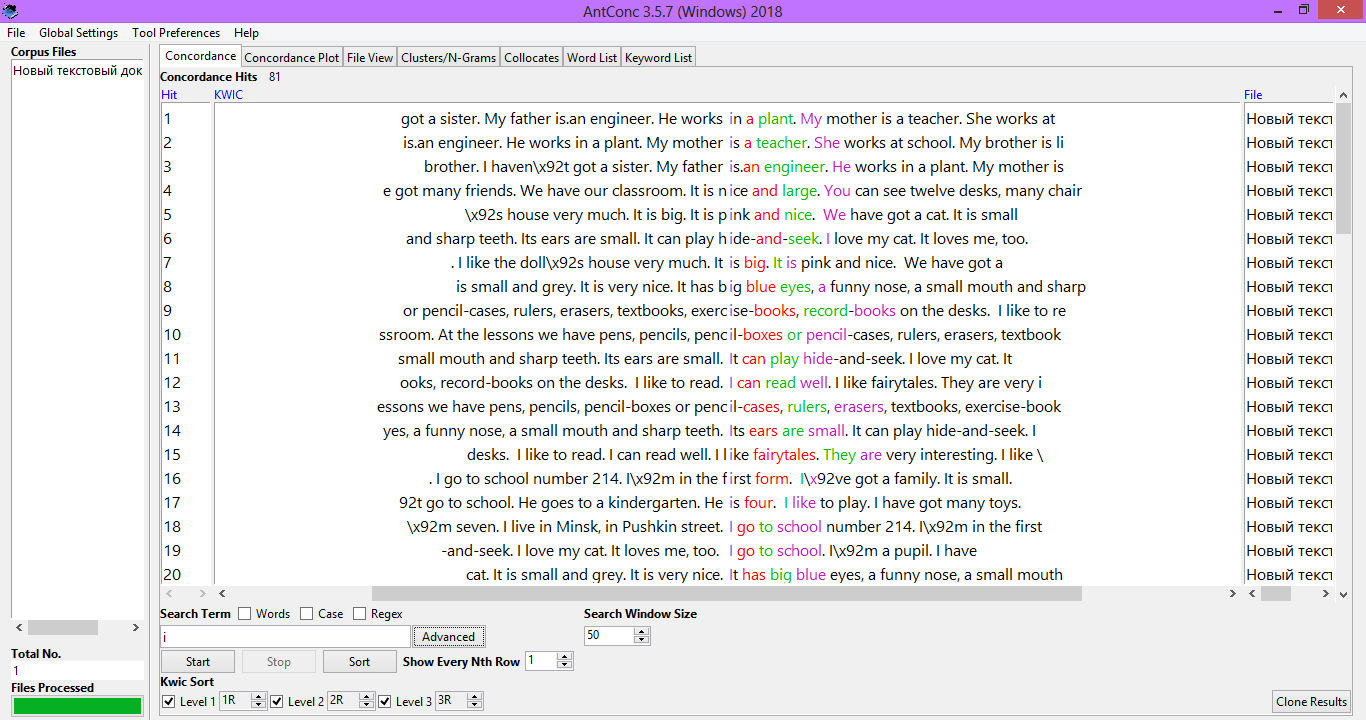 AntConc 3.5.7 (Windows) 2018
File Global Settings Tool Preferences Help
Corpus Files
Новый текстовый док
Total No.
1
Files Processed
Concordance Concordance Plot File View Clusters/N-Grams Collocates Word List Keyword List
Concordance Hits 81
Hit KWIC File
1 got a sister. My father is.an engineer. He works in a plant. My mother is a teacher. She works at Новый текст
2 is.an engineer. He works in a plant. My mother is a teacher. She works at school. My brother is li Новый текст
3 brother. I haven\x92t got a sister. My father is.an engineer. He works in a plant. My mother is Новый текст
4 e got many friends. We have our classroom. It is nice and large. You can see twelve desks, many chair Новый текст
5 \x92s house very much. It is big. It is pink and nice.  We have got a cat. It is small Новый текст
6 and sharp teeth. Its ears are small. It can play hide-and-seek. I love my cat. It loves me, too. Новый текст
7 . I like the doll\x92s house very much. It is big. It is pink and nice.  We have got a Новый текст
8 is small and grey. It is very nice. It has big blue eyes, a funny nose, a small mouth and sharp Новый текст
9 or pencil-cases, rulers, erasers, textbooks, exercise-books, record-books on the desks.  I like to re Новый текст
10 ssroom. At the lessons we have pens, pencils, pencil-boxes or pencil-cases, rulers, erasers, textbook Новый текст
11 small mouth and sharp teeth. Its ears are small. It can play hide-and-seek. I love my cat. It Новый текст
12 ooks, record-books on the desks.  I like to read. I can read well. I like fairytales. They are very i Новый текст
13 essons we have pens, pencils, pencil-boxes or pencil-cases, rulers, erasers, textbooks, exercise-book Новый текст
14 yes, a funny nose, a small mouth and sharp teeth. Its ears are small. It can play hide-and-seek. I Новый текст
15 desks.  I like to read. I can read well. I like fairytales. They are very interesting. I like \ Новый текст
16 . I go to school number 214. I\x92m in the first form.  I\x92ve got a family. It is small. Новый текст
17 92t go to school. He goes to a kindergarten. He is four.  I like to play. I have got many toys. Новый текст
18 \x92m seven. I live in Minsk, in Pushkin street. I go to school number 214. I\x92m in the first Новый текст
19 -and-seek. I love my cat. It loves me, too. I go to school. I\x92m a pupil. I have Новый текст
20 cat. It is small and grey. It is very nice. It has big blue eyes, a funny nose, a small mouth Новый текст
Search Term Words Case Regex Search Window Size
i Advanced 50
Start Stop Sort Show Every Nth Row 1
Kwic Sort
Level 1 1R Level 2 2R Level 3 3R Clone Results